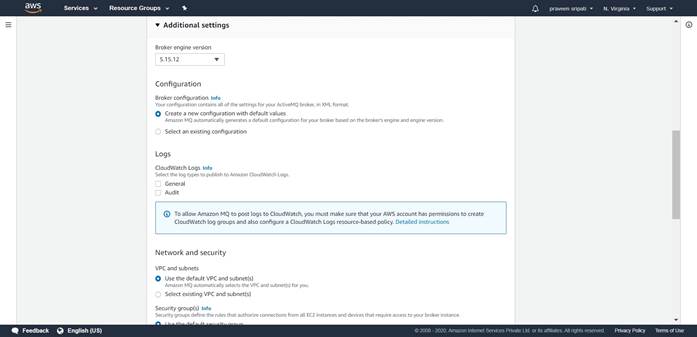 aws
Services
Resource Groups
praveen sripati
N. Virginia
Support
Additional settings
Broker engine version
5.15.12
Configuration
Broker configuration Info
Your configuration contains all of the settings for your ActiveMQ broker, in XML format.
Create a new configuration with default values
Amazon MQ automatically generates a default configuration for your broker based on the broker's engine and engine version.
Select an existing configuration
Logs
CloudWatch Logs Info
Select the log types to publish to Amazon CloudWatch Logs.
General
Audit
To allow Amazon MQ to post logs to CloudWatch, you must make sure that your AWS account has permissions to create
CloudWatch log groups and also configure a CloudWatch Logs resource-based policy. Detailed instructions
Network and security
VPC and subnets
Use the default VPC and subnet(s)
Amazon MQ automatically selects the VPC and subnet(s) for you.
Select existing VPC and subnet(s)
Security group(s) Info
Security groups define the rules that authorize connections from all EC2 instances and devices that require access to your broker instance.
Use the default security group
Feedback
English (US)
© 2008 - 2020, Amazon Internet Services Private Ltd. or its affiliates. All rights reserved.
Privacy Policy
Terms of Use